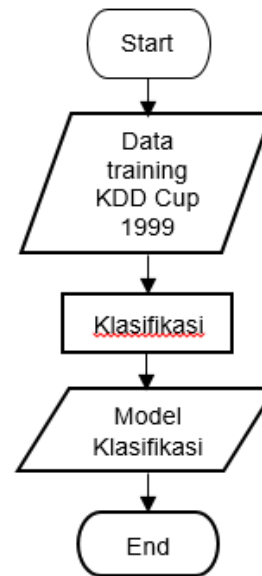 Start
Data
training
KDD Cup
1999
Klasifikasi
Model
Klasifikasi
End